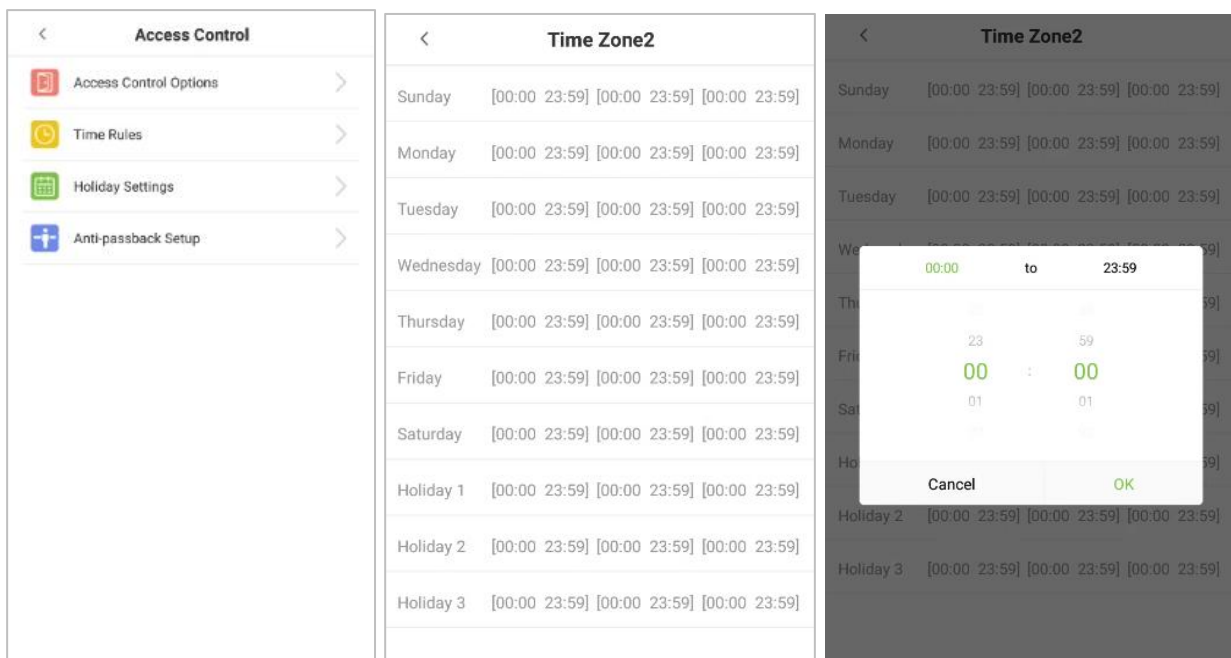 Access Control
Access Control Options
Time Rules
Holiday Settings
Anti-passback Setup
Time Zone2
Sunday [00:00 23:59] [00:00 23:59] [00:00 23:59]
Monday [00:00 23:59] [00:00 23:59] [00:00 23:59]
Tuesday [00:00 23:59] [00:00 23:59] [00:00 23:59]
Wednesday [00:00 23:59] [00:00 23:59] [00:00 23:59]
Thursday [00:00 23:59] [00:00 23:59] [00:00 23:59]
Friday [00:00 23:59] [00:00 23:59] [00:00 23:59]
Saturday [00:00 23:59] [00:00 23:59] [00:00 23:59]
Holiday 1 [00:00 23:59] [00:00 23:59] [00:00 23:59]
Holiday 2 [00:00 23:59] [00:00 23:59] [00:00 23:59]
Holiday 3 [00:00 23:59] [00:00 23:59] [00:00 23:59]
Time Zone2
Sunday [00:00 23:59] [00:00 23:59] [00:00 23:59]
Monday [00:00 23:59] [00:00 23:59] [00:00 23:59]
Tuesday [00:00 23:59] [00:00 23:59] [00:00 23:59]
00:00 to 23:59
23 59
00 : 00
01 01
Cancel OK
Holiday 2 [00:00 23:59] [00:00 23:59] [00:00 23:59]
Holiday 3 [00:00 23:59] [00:00 23:59] [00:00 23:59]